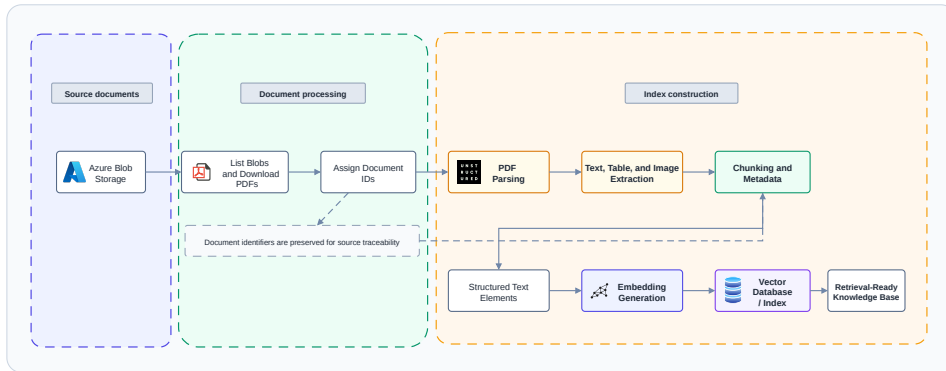 Source documents
Document processing
Index construction
Azure Blob
Storage
List Blobs
and Download
PDFs
Assign Document
IDs
UNST
RUCT
URED
PDF
Parsing
Text, Table, and Image
Extraction
Chunking and
Metadata
Document identifiers are preserved for source traceability
Structured Text
Elements
Embedding
Generation
Vector
Database
/ Index
Retrieval-Ready
Knowledge Base